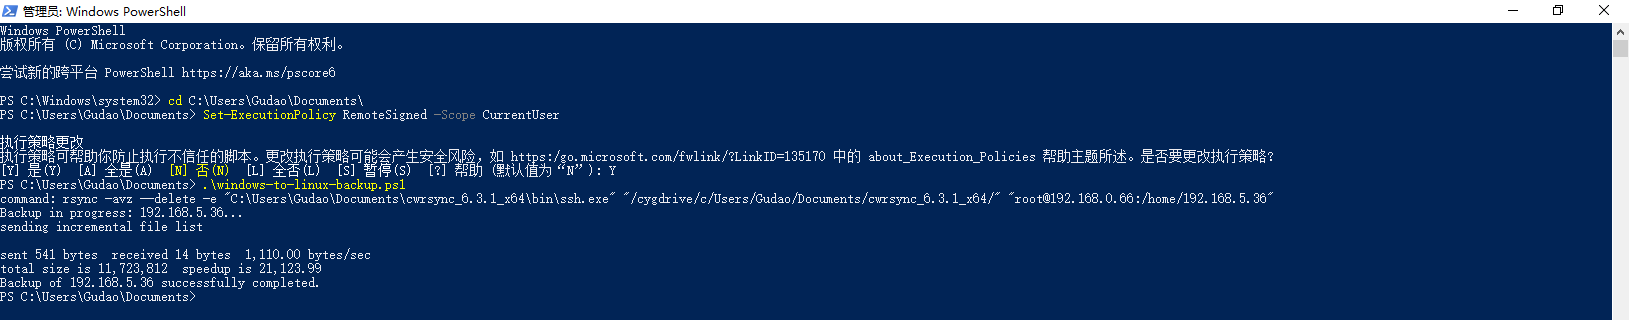 管理员: Windows PowerShell
Windows PowerShell
版权所有 (C) Microsoft Corporation。保留所有权利。
尝试新的跨平台 PowerShell https://aka.ms/pscore6
PS C:\Windows\system32> cd C:\Users\Gudao\Documents\
PS C:\Users\Gudao\Documents> Set-ExecutionPolicy RemoteSigned -Scope CurrentUser
执行策略更改
执行策略可帮助你防止执行不信任的脚本。更改执行策略可能会产生安全风险，如 https:/go.microsoft.com/fwlink/?LinkID=135170 中的 about_Execution_Policies 帮助主题所述。是否要更改执行策略?
[Y] 是(Y)  [A] 全是(A)  [N] 否(N)  [L] 全否(L)  [S] 暂停(S)  [?] 帮助 (默认值为“N”): Y
PS C:\Users\Gudao\Documents> .\windows-to-linux-backup.ps1
command: rsync -avz --delete -e "C:\Users\Gudao\Documents\cwrsync_6.3.1_x64\bin\ssh.exe" "/cygdrive/c/Users/Gudao/Documents/cwrsync_6.3.1_x64/" "root@192.168.0.66:/home/192.168.5.36"
Backup in progress: 192.168.5.36...
sending incremental file list
sent 541 bytes  received 14 bytes  1,110.00 bytes/sec
total size is 11,723,812  speedup is 21,123.99
Backup of 192.168.5.36 successfully completed.
PS C:\Users\Gudao\Documents>